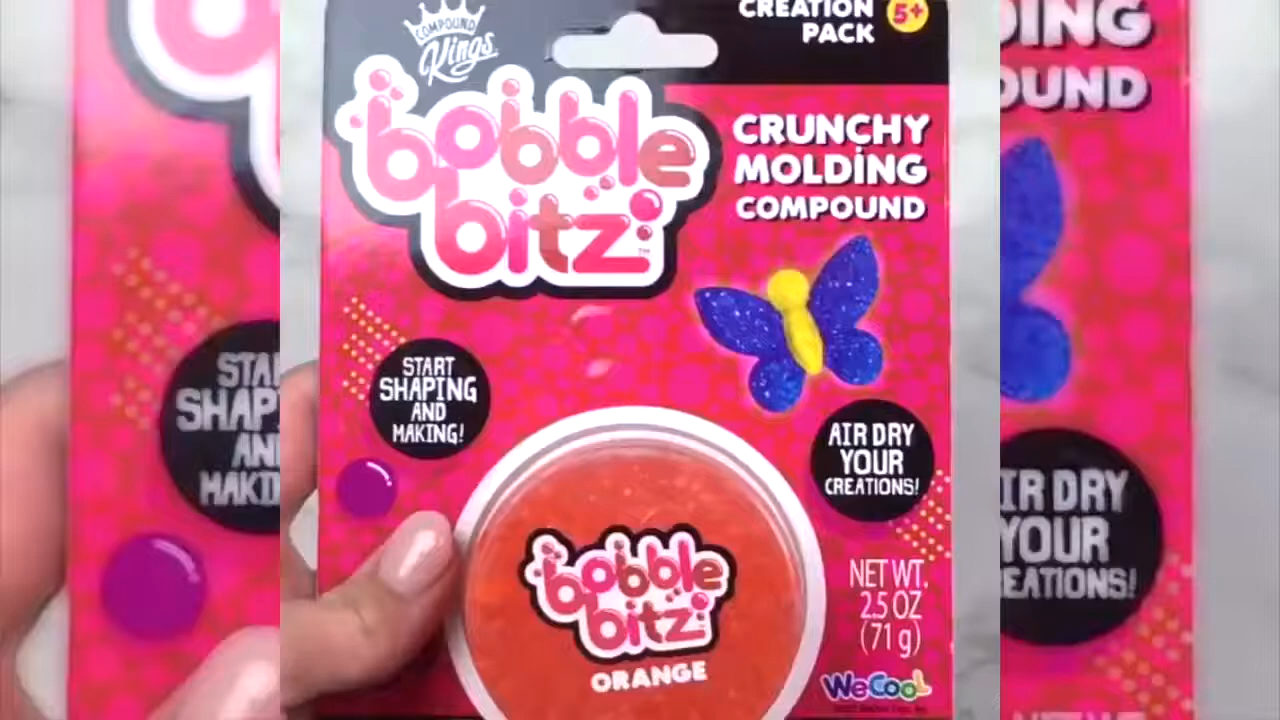 COMPOUND
Kings
CREATION
PACK
5+
bobble
bitz
™
CRUNCHY
MOLDING
COMPOUND
START
SHAPING
AND
MAKING!
AIR DRY
YOUR
CREATIONS!
bobble
bitz
ORANGE
NET WT.
2.5 OZ
(71 g)
WeCool